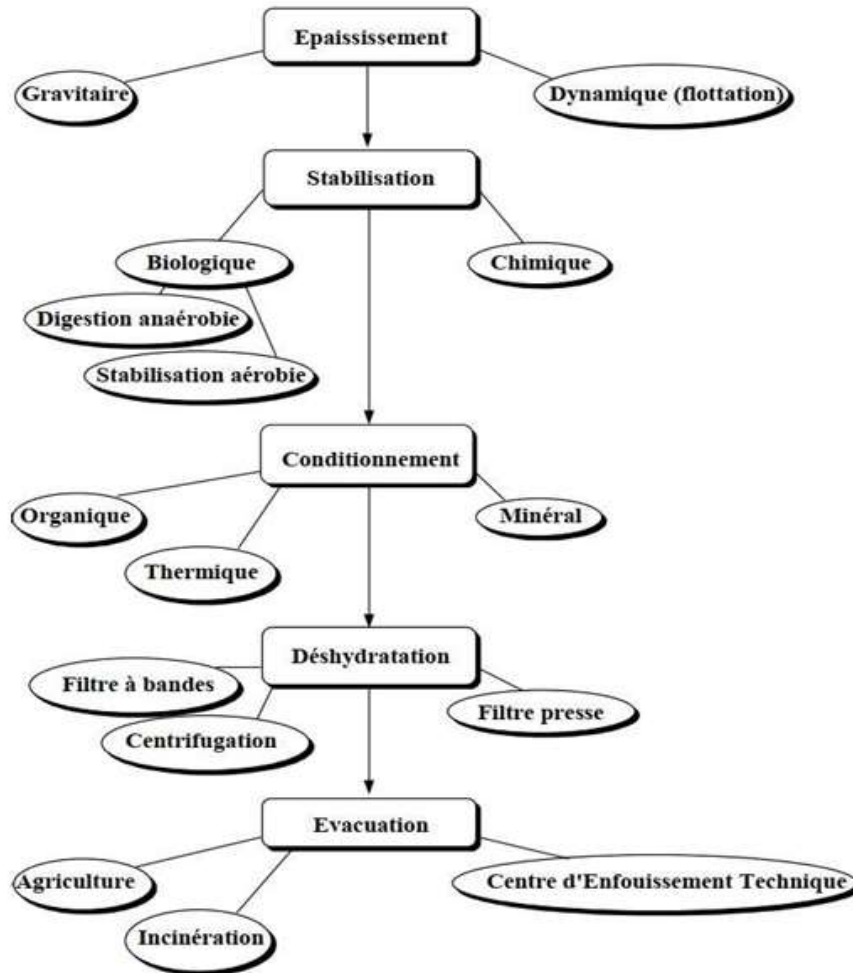 Epaississement
Gravitaire
Dynamique (flottation)
Stabilisation
Biologique
Chimique
Digestion anaérobie
Stabilisation aérobie
Conditionnement
Organique
Minéral
Thermique
Déshydratation
Filtre à bandes
Filtre presse
Centrifugation
Evacuation
Agriculture
Centre d'Enfouissement Technique
Incinération